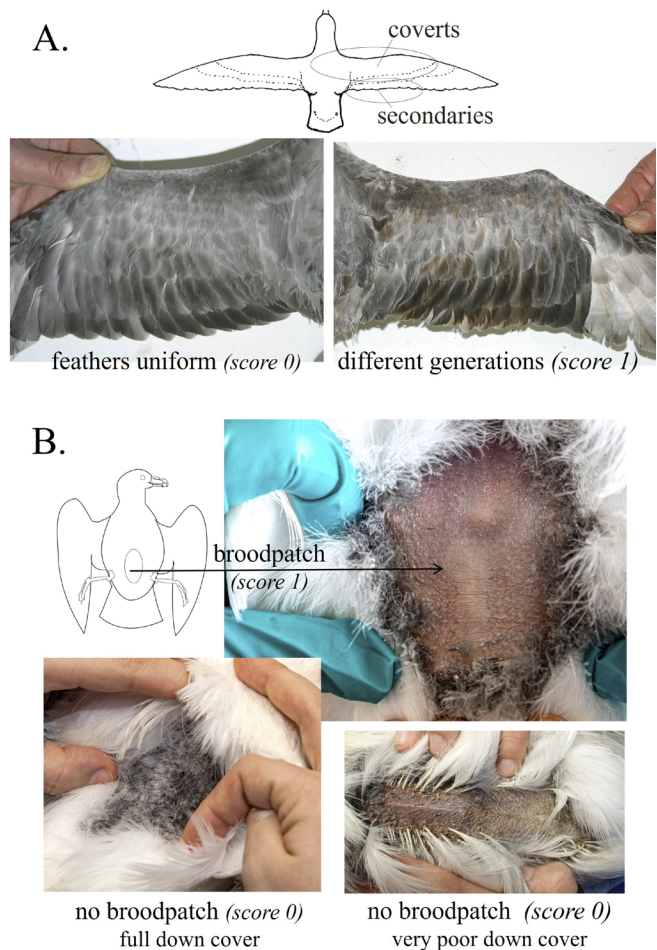 A.
coverts
secondaries
feathers uniform (score 0)
different generations (score 1)
B.
broodpatch
(score 1)
no broodpatch (score 0)
full down cover
no broodpatch (score 0)
very poor down cover